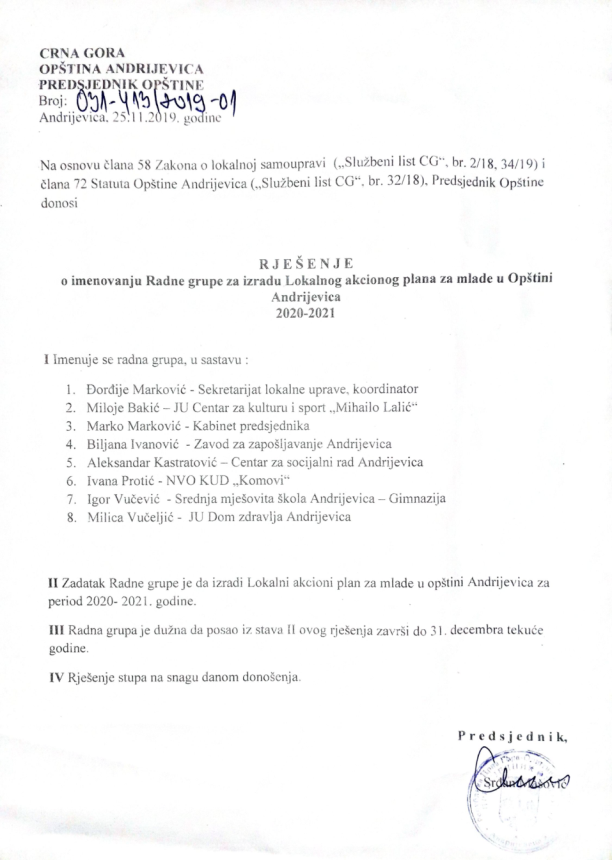 CRNA GORA
OPŠTINA ANDRIJEVICA
PREDSJEDNIK OPŠTINE
Broj: 031-413/2019-01
Andrijevica, 25.11.2019. godine
Na osnovu člana 58 Zakona o lokalnoj samoupravi („Službeni list CG“, br. 2/18, 34/19) i
člana 72 Statuta Opštine Andrijevica („Službeni list CG“, br. 32/18), Predsjednik Opštine
donosi
R J E Š E N J E
o imenovanju Radne grupe za izradu Lokalnog akcionog plana za mlade u Opštini
Andrijevica
2020-2021
I Imenuje se radna grupa, u sastavu :
1. Đorđije Marković - Sekretarijat lokalne uprave, koordinator
2. Miloje Bakić – JU Centar za kulturu i sport „Mihailo Lalić“
3. Marko Marković - Kabinet predsjednika
4. Biljana Ivanović - Zavod za zapošljavanje Andrijevica
5. Aleksandar Kastratović – Centar za socijalni rad Andrijevica
6. Ivana Protić - NVO KUD „Komovi“
7. Igor Vučević - Srednja mješovita škola Andrijevica – Gimnazija
8. Milica Vučeljić - JU Dom zdravlja Andrijevica
II Zadatak Radne grupe je da izradi Lokalni akcioni plan za mlade u opštini Andrijevica za
period 2020- 2021. godine.
III Radna grupa je dužna da posao iz stava II ovog rješenja završi do 31. decembra tekuće
godine.
IV Rješenje stupa na snagu danom donošenja.
P r e d s j e d n i k,